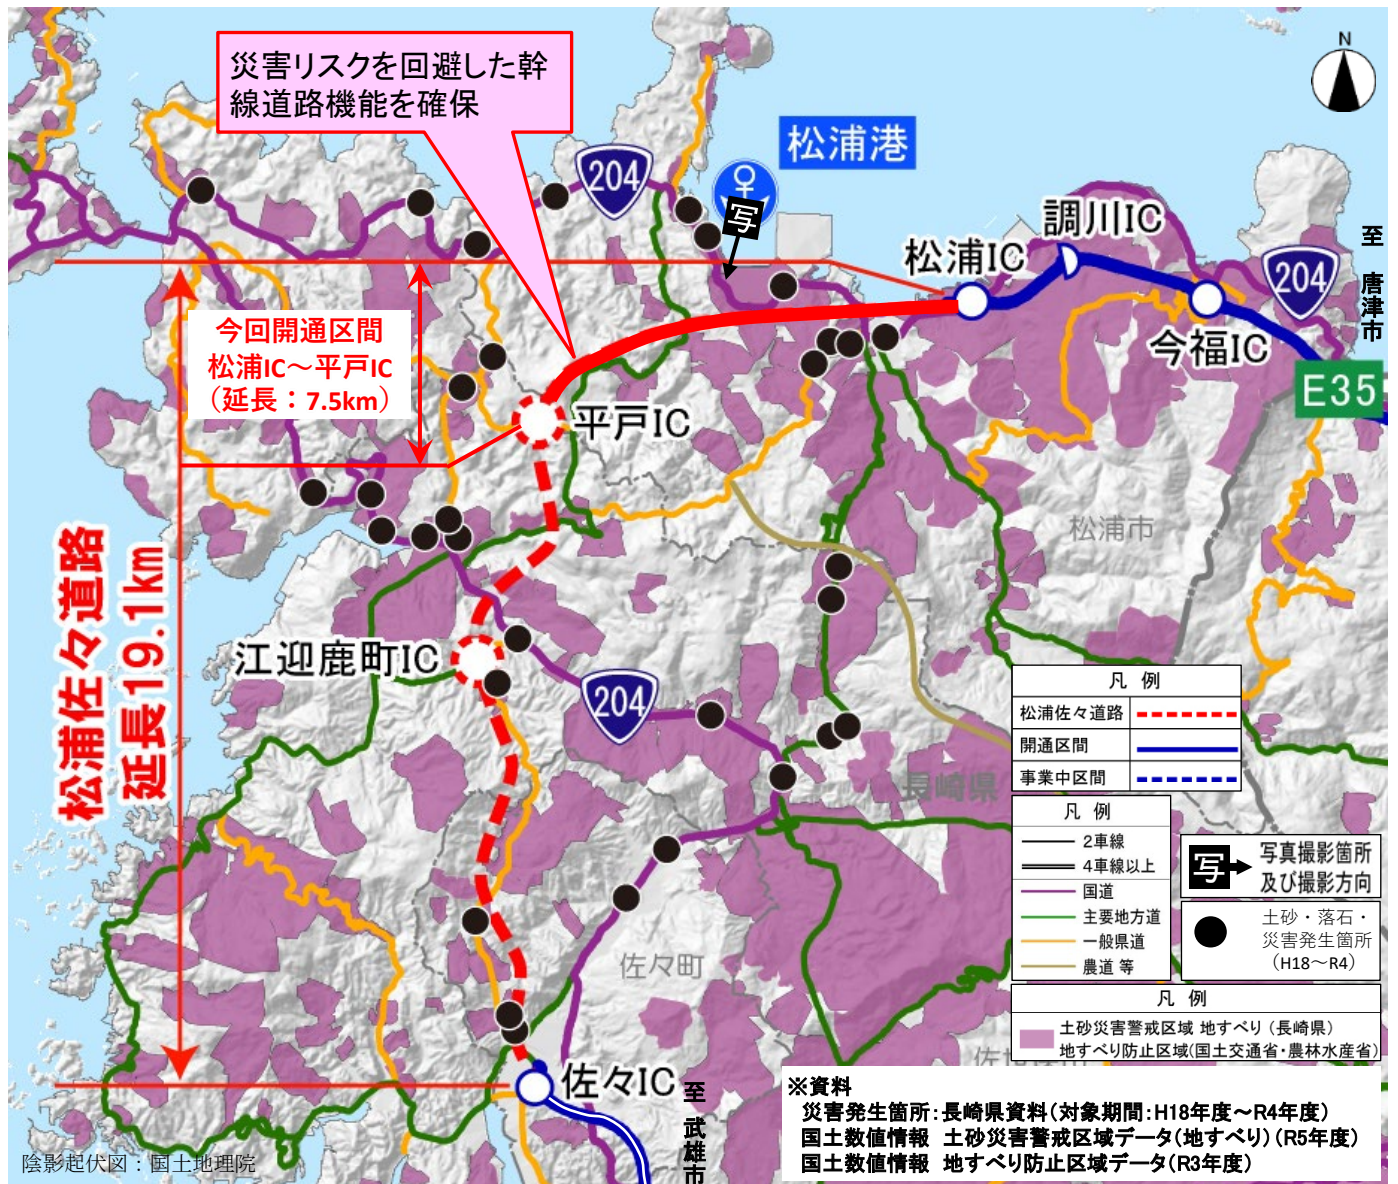 災害リスクを回避した幹
線道路機能を確保
N
204
松浦港
写
調川IC
松浦IC
至 唐津市
204
今福IC
E35
今回開通区間
松浦IC～平戸IC
（延長：7.5km）
平戸IC
松浦市
松浦佐々道路
延長19.1km
江迎鹿町IC
204
長崎県
凡 例
松浦佐々道路
開通区間
事業中区間
凡 例
2車線
4車線以上
国道
主要地方道
一般県道
農道 等
写
写真撮影箇所
及び撮影方向
土砂・落石・
災害発生箇所
（H18～R4）
凡 例
土砂災害警戒区域 地すべり（長崎県）
地すべり防止区域(国土交通省・農林水産省)
佐々町
佐々IC
至 武雄市
※資料
災害発生箇所：長崎県資料（対象期間：H18年度～R4年度）
国土数値情報 土砂災害警戒区域データ（地すべり）（R5年度）
国土数値情報 地すべり防止区域データ（R3年度）
陰影起伏図：国土地理院